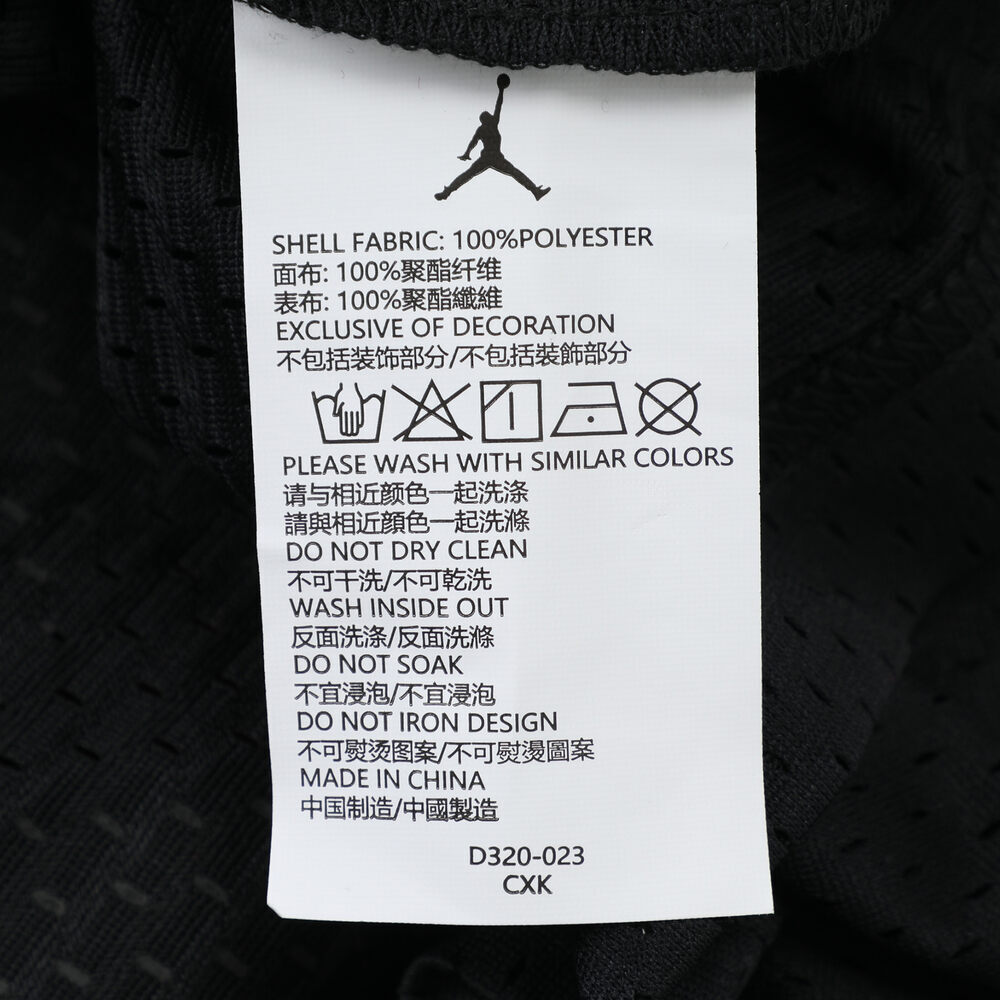 SHELL FABRIC: 100%POLYESTER
面布: 100%聚酯纤维
表布: 100%聚酯纖維
EXCLUSIVE OF DECORATION
不包括装饰部分/不包括裝飾部分
PLEASE WASH WITH SIMILAR COLORS
请与相近颜色一起洗涤
請與相近顏色一起洗滌
DO NOT DRY CLEAN
不可干洗/不可乾洗
WASH INSIDE OUT
反面洗涤/反面洗滌
DO NOT SOAK
不宜浸泡/不宜浸泡
DO NOT IRON DESIGN
不可熨烫图案/不可熨燙圖案
MADE IN CHINA
中国制造/中國製造
D320-023
CXK